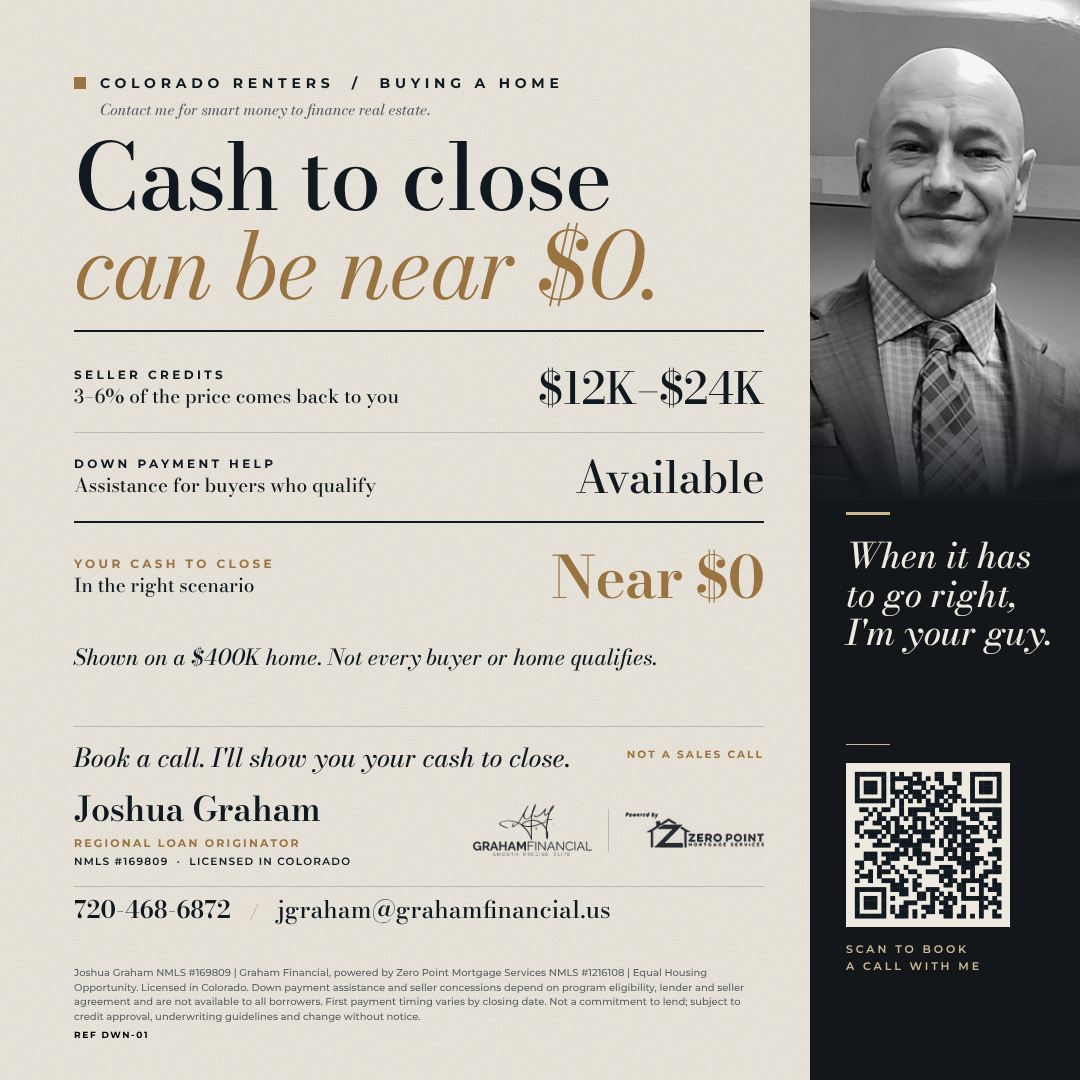 COLORADO RENTERS / BUYING A HOME
Contact me for smart money to finance real estate.
Cash to close
can be near $0.
SELLER CREDITS
3–6% of the price comes back to you
$12K–$24K
DOWN PAYMENT HELP
Assistance for buyers who qualify
Available
YOUR CASH TO CLOSE
In the right scenario
Near $0
Shown on a $400K home. Not every buyer or home qualifies.
Book a call. I'll show you your cash to close.
NOT A SALES CALL
Joshua Graham
REGIONAL LOAN ORIGINATOR
NMLS #169809 · LICENSED IN COLORADO
GRAHAMFINANCIAL
SMOOTH. PRECISE. ELITE.
Powered by
ZERO POINT
MORTGAGE SERVICES
720-468-6872 / jgraham@grahamfinancial.us
Joshua Graham NMLS #169809 | Graham Financial, powered by Zero Point Mortgage Services NMLS #1216108 | Equal Housing
Opportunity. Licensed in Colorado. Down payment assistance and seller concessions depend on program eligibility, lender and seller
agreement and are not available to all borrowers. First payment timing varies by closing date. Not a commitment to lend; subject to
credit approval, underwriting guidelines and change without notice.
REF DWN-01
When it has
to go right,
I'm your guy.
SCAN TO BOOK
A CALL WITH ME